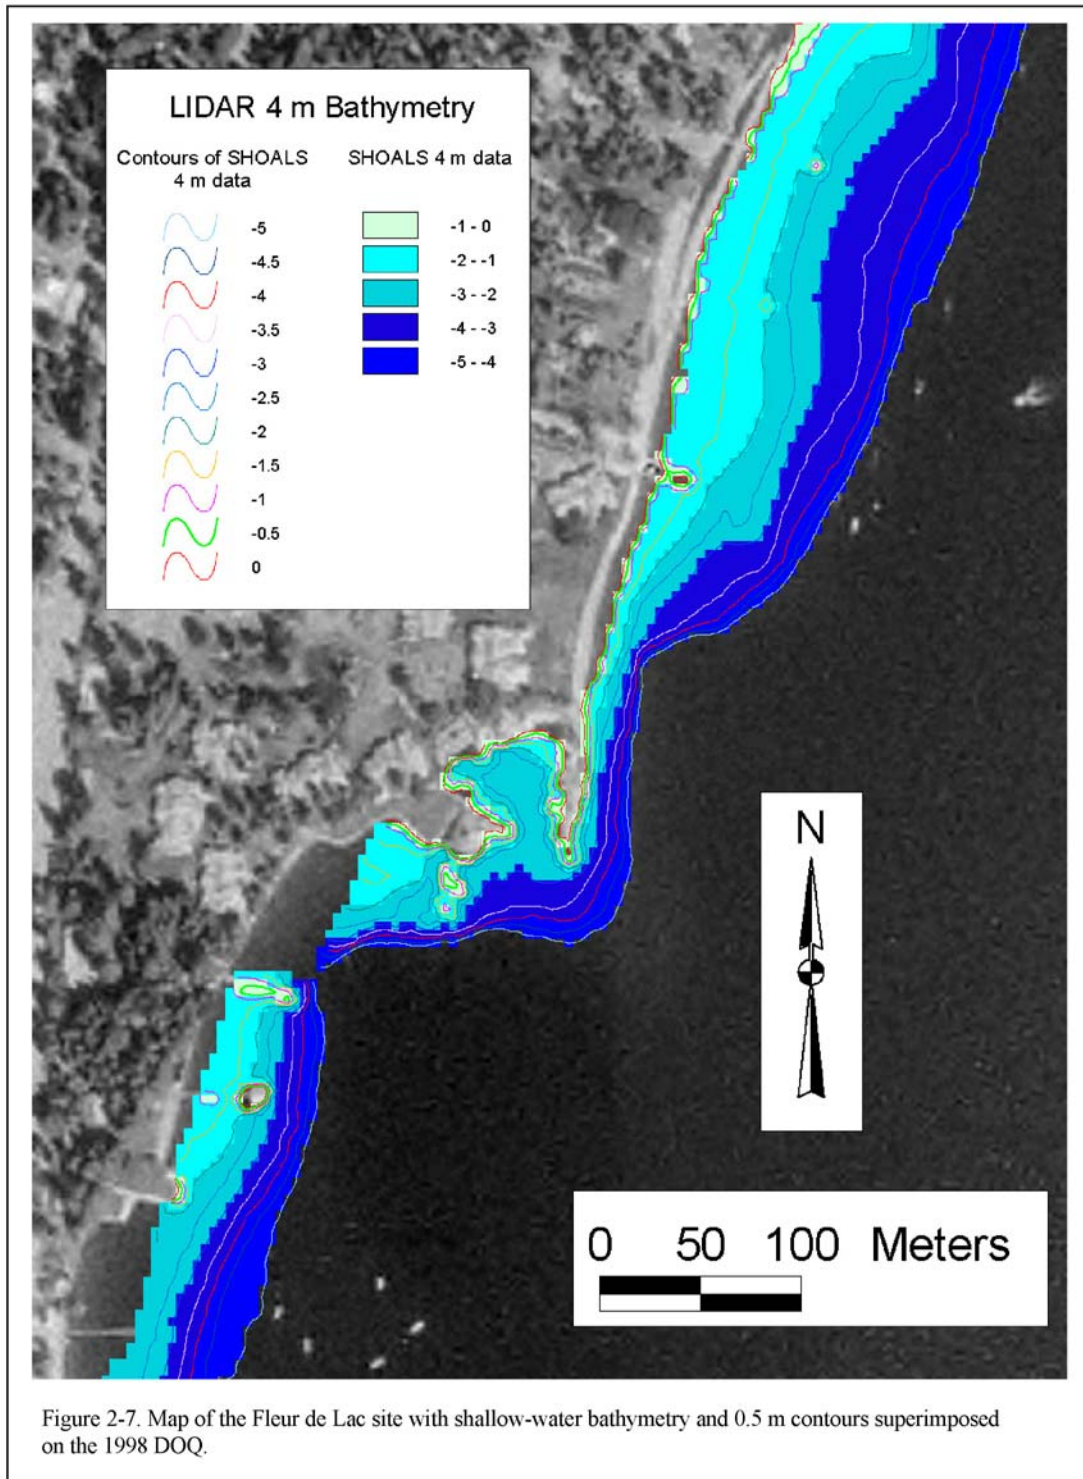 LIDAR 4 m Bathymetry
Contours of SHOALS
4 m data
-5
-4.5
-4
-3.5
-3
-2.5
-2
-1.5
-1
-0.5
0
SHOALS 4 m data
-1 - 0
-2 - -1
-3 - -2
-4 - -3
-5 - -4
N
0 50 100 Meters
Figure 2-7. Map of the Fleur de Lac site with shallow-water bathymetry and 0.5 m contours superimposed
on the 1998 DOQ.